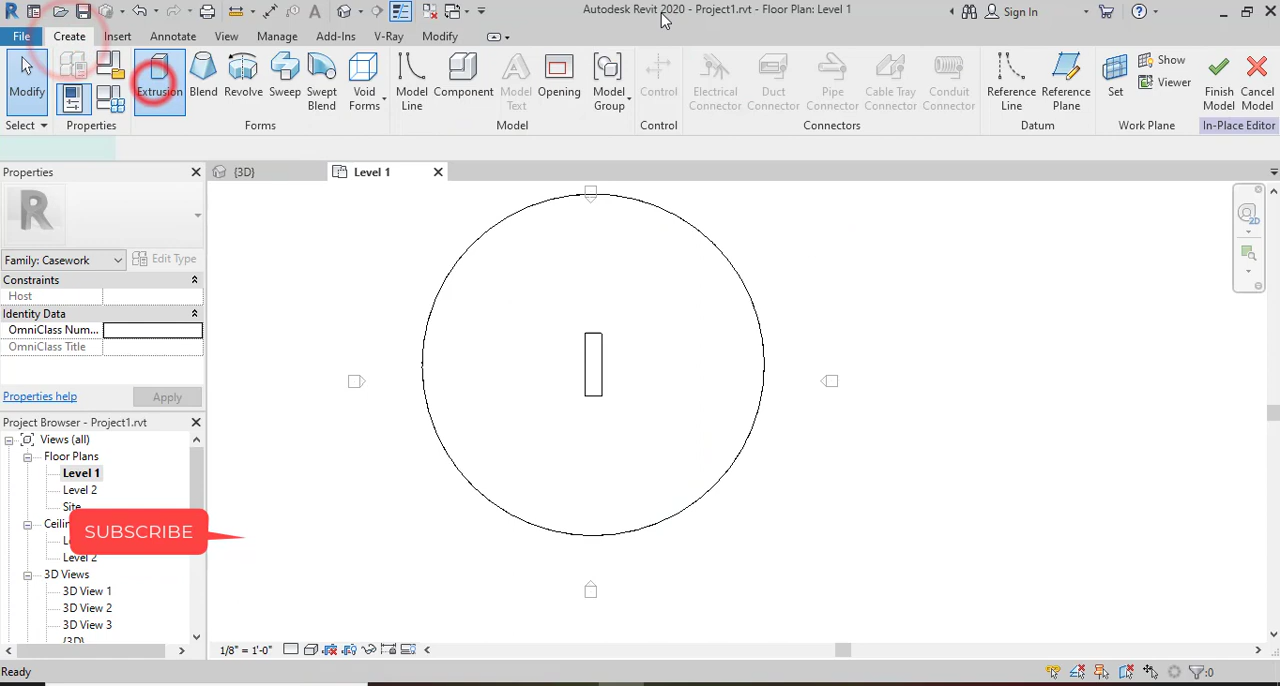 Autodesk Revit 2020 - Project1.rvt - Floor Plan: Level 1
Sign In
File Create Insert Annotate View Manage Add-Ins V-Ray Modify
Modify Extrusion Blend Revolve Sweep Swept Blend Void Forms Model Line Component Model Text Opening Model Group Control Electrical Connector Duct Connector Pipe Connector Cable Tray Connector Conduit Connector Reference Line Reference Plane Set Show Viewer Finish Model Cancel Model
Select Properties Forms Model Control Connectors Datum Work Plane In-Place Editor
Properties
{3D} Level 1
Family: Casework Edit Type
Constraints
Host
Identity Data
OmniClass Num...
OmniClass Title
Properties help Apply
Project Browser - Project1.rvt
Views (all)
Floor Plans
Level 1
Level 2
Site
SUBSCRIBE
Level 2
3D Views
3D View 1
3D View 2
3D View 3
{3D}
1/8" = 1'-0"
Ready
:0
2D